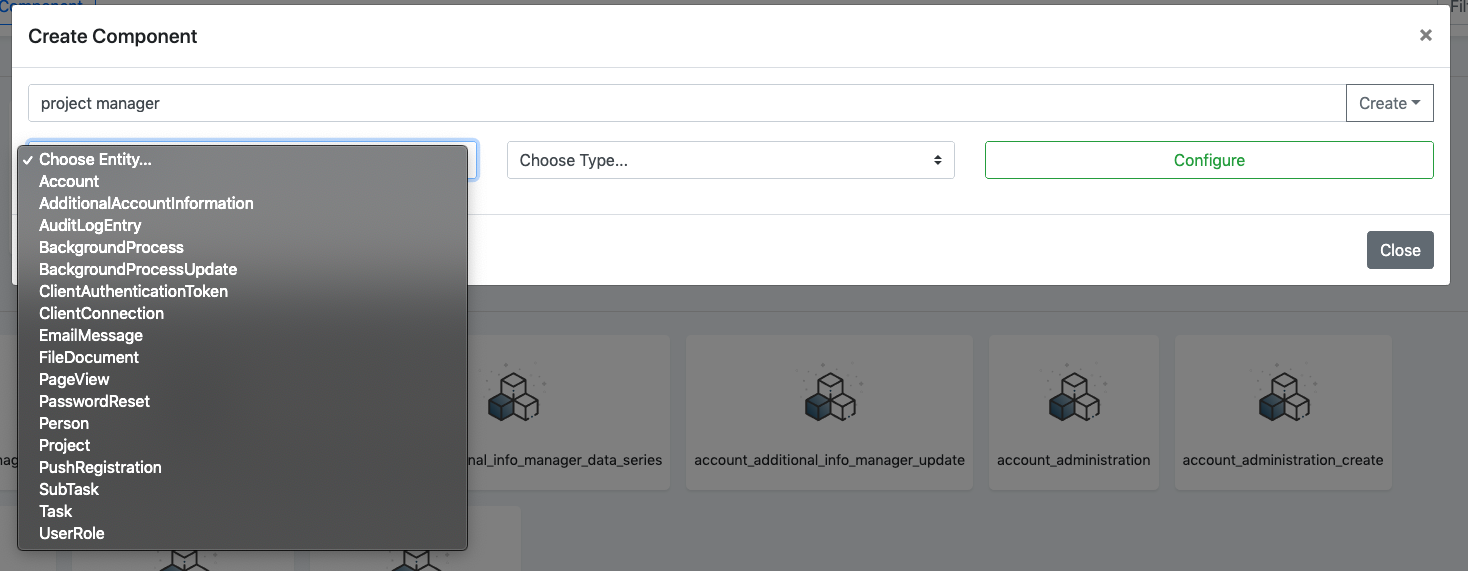 Component
Fil
Create Component
×
project manager
Create
✓ Choose Entity...
Choose Type...
Configure
Account
AdditionalAccountInformation
AuditLogEntry
BackgroundProcess
Close
BackgroundProcessUpdate
ClientAuthenticationToken
ClientConnection
EmailMessage
FileDocument
PageView
PasswordReset
Person
Project
PushRegistration
SubTask
Task
UserRole
nag
nal_info_manager_data_series
account_additional_info_manager_update
account_administration
account_administration_create